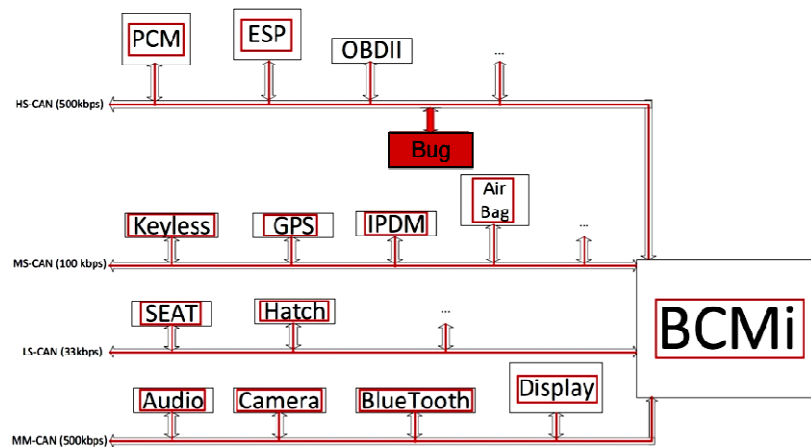 PCM
ESP
OBDII
...
HS-CAN (500kbps)
Bug
Keyless
GPS
IPDM
Air
Bag
...
MS-CAN (100 kbps)
BCMi
SEAT
Hatch
...
LS-CAN (33kbps)
Audio
Camera
BlueTooth
Display
MM-CAN (500kbps)